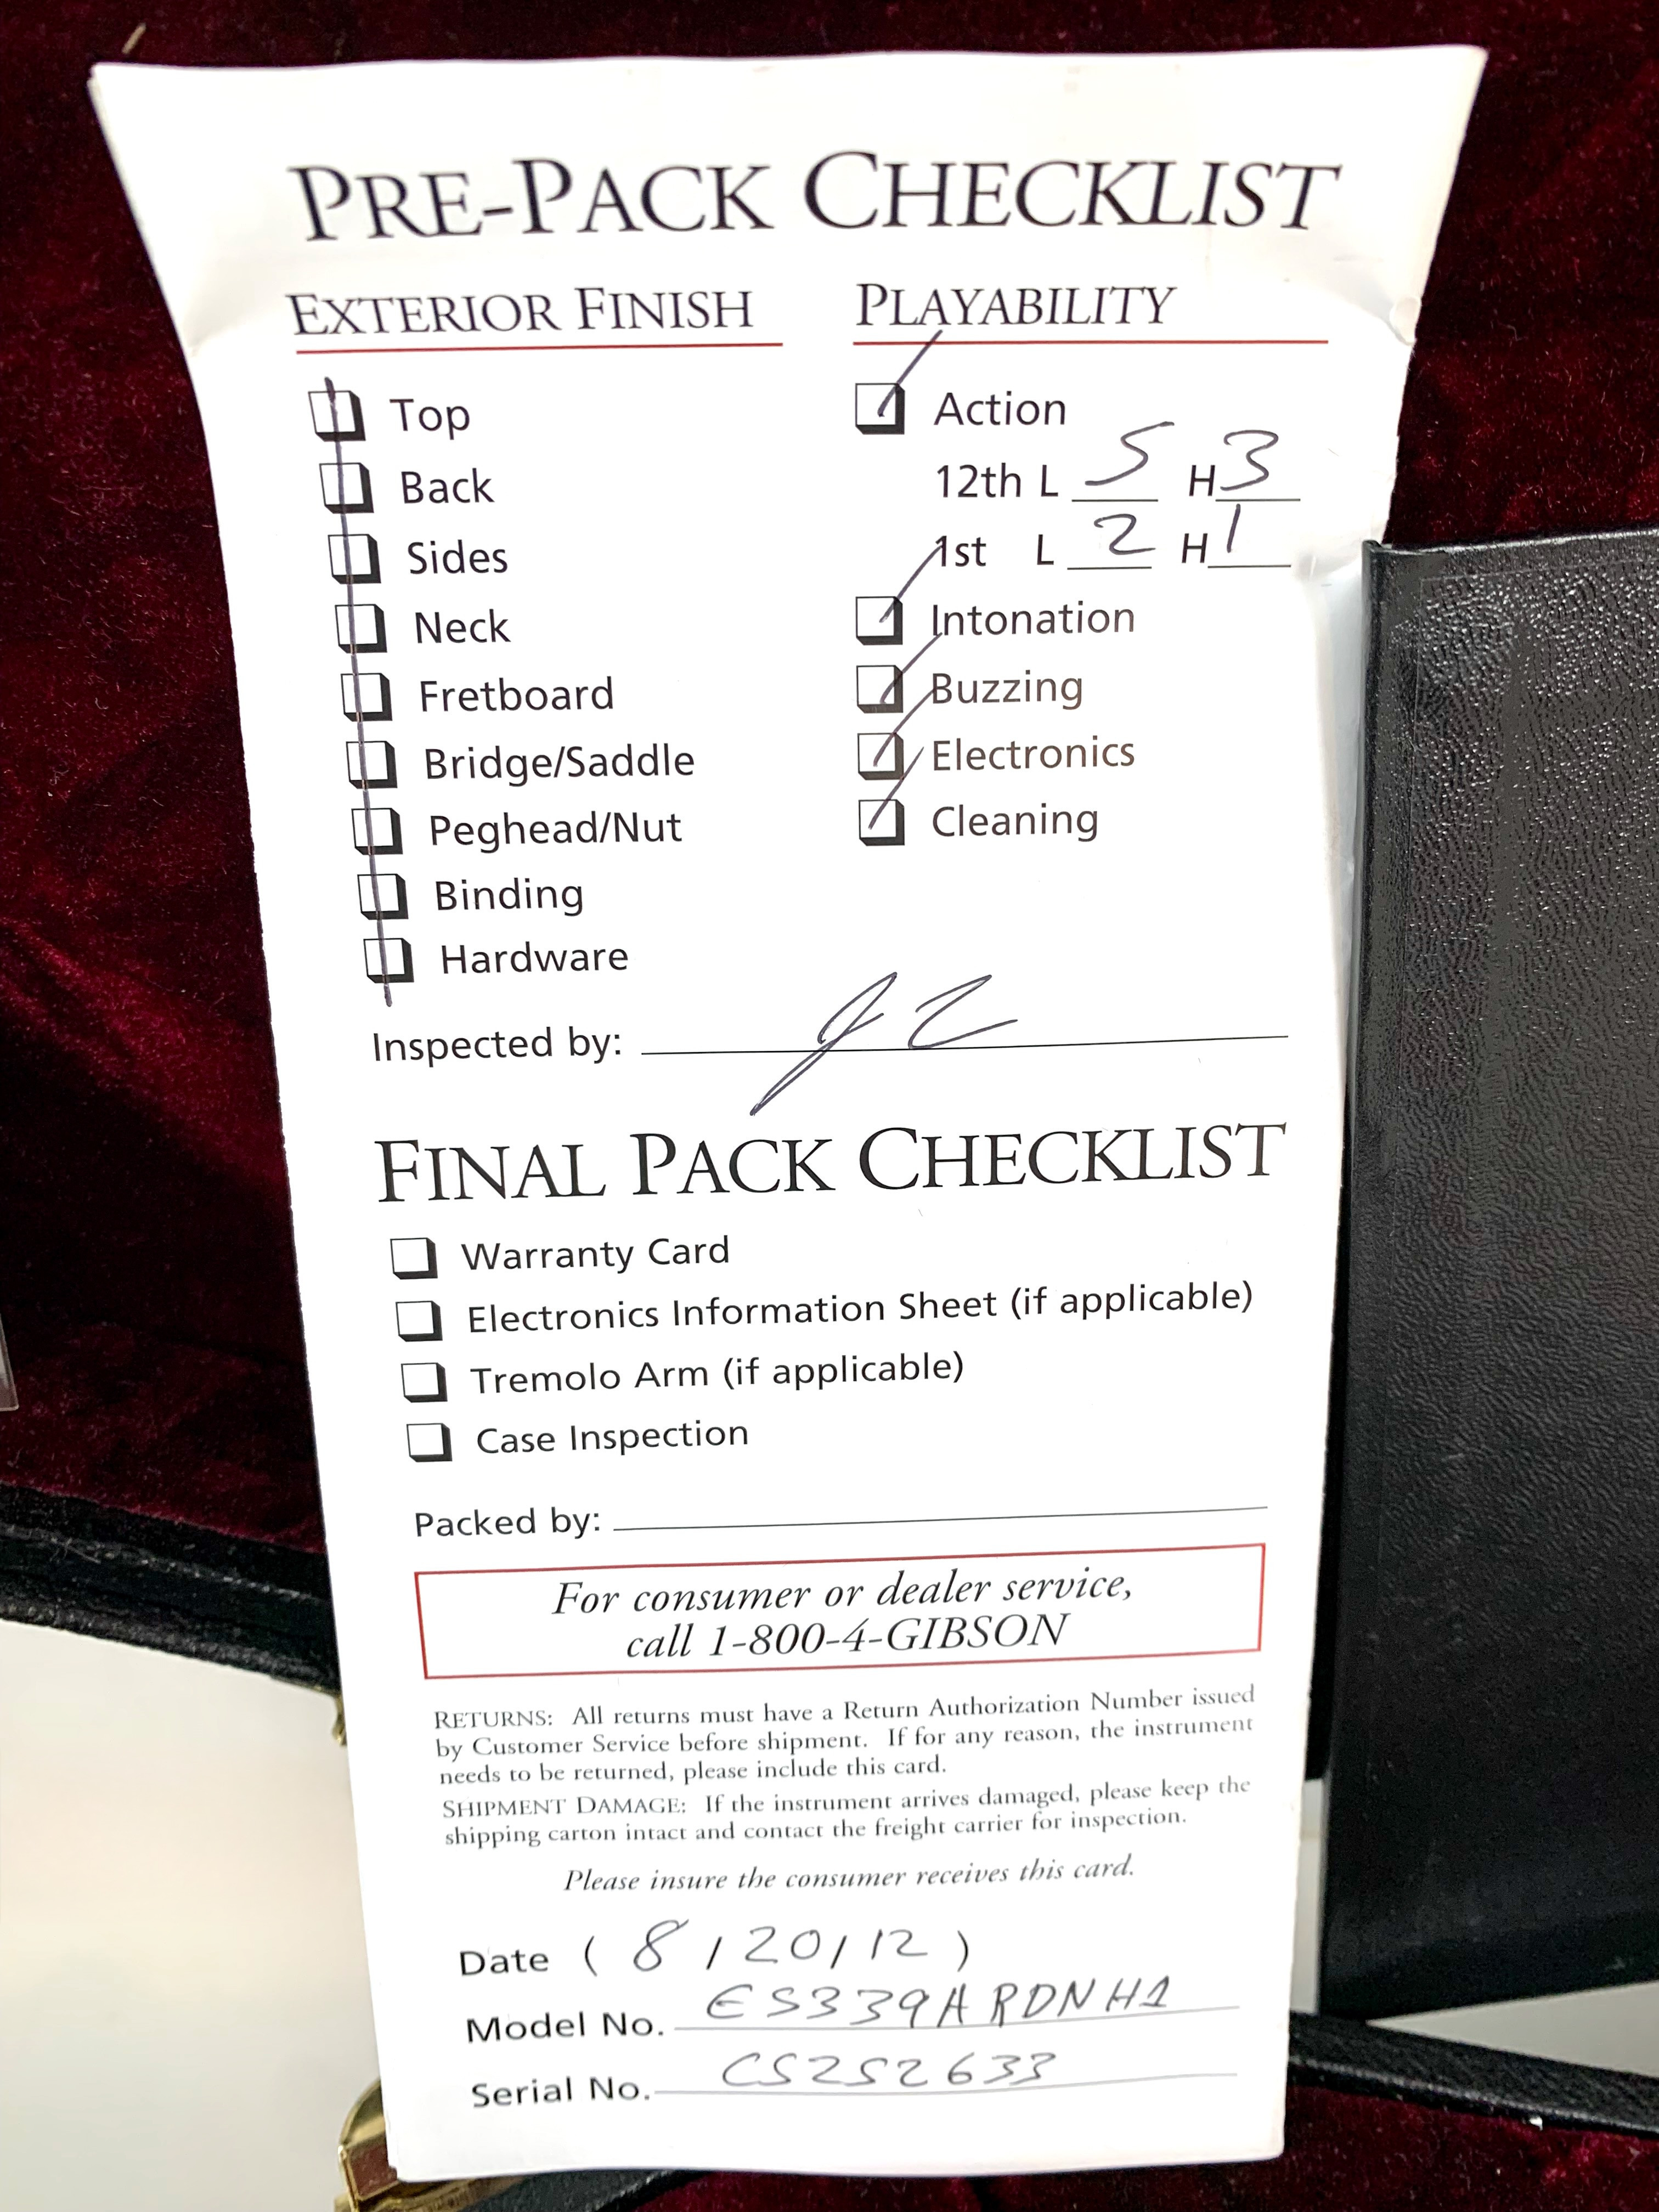 PRE-PACK CHECKLIST
EXTERIOR FINISH
Top
Back
Sides
Neck
Fretboard
Bridge/Saddle
Peghead/Nut
Binding
Hardware
PLAYABILITY
Action
12th L 5 H 3
1st L 2 H 1
Intonation
Buzzing
Electronics
Cleaning
Inspected by:
FINAL PACK CHECKLIST
Warranty Card
Electronics Information Sheet (if applicable)
Tremolo Arm (if applicable)
Case Inspection
Packed by:
For consumer or dealer service,
call 1-800-4-GIBSON
RETURNS: All returns must have a Return Authorization Number issued
by Customer Service before shipment. If for any reason, the instrument
needs to be returned, please include this card.
SHIPMENT DAMAGE: If the instrument arrives damaged, please keep the
shipping carton intact and contact the freight carrier for inspection.
Please insure the consumer receives this card.
Date ( 8 / 20 / 12 )
Model No. ES339ARDNH1
Serial No. CS252633